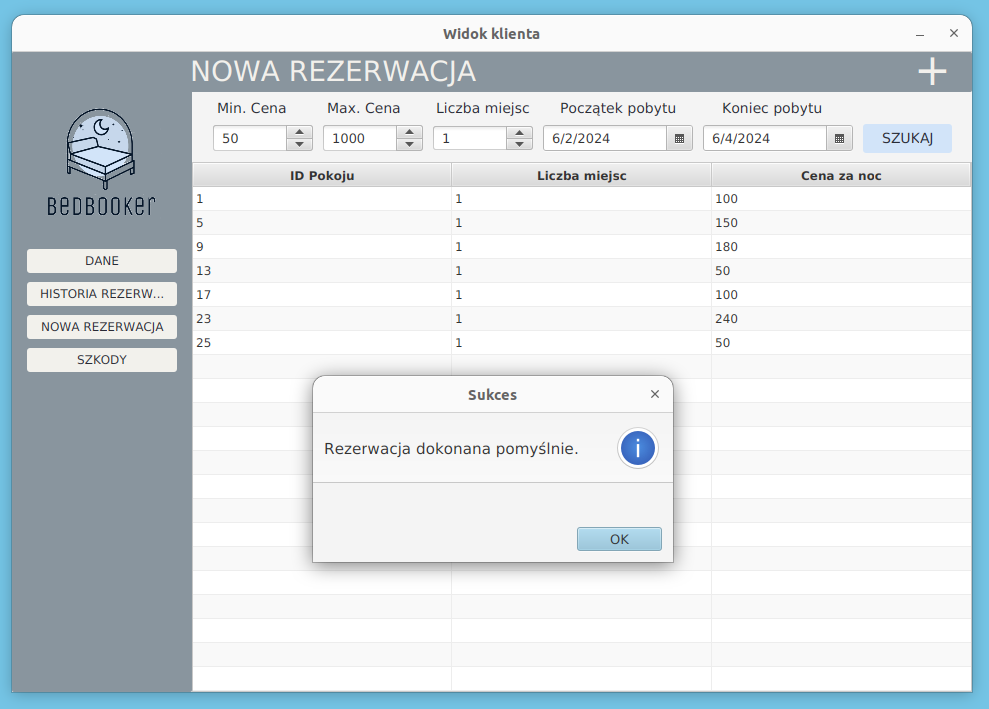 Widok klienta
NOWA REZERWACJA
Min. Cena Max. Cena Liczba miejsc Początek pobytu Koniec pobytu
50 1000 1 6/2/2024 6/4/2024 SZUKAJ
BEDBOOKER
DANE
HISTORIA REZERW...
NOWA REZERWACJA
SZKODY
ID Pokoju Liczba miejsc Cena za noc
1 1 100
5 1 150
9 1 180
13 1 50
17 1 100
23 1 240
25 1 50
Sukces
Rezerwacja dokonana pomyślnie.
OK